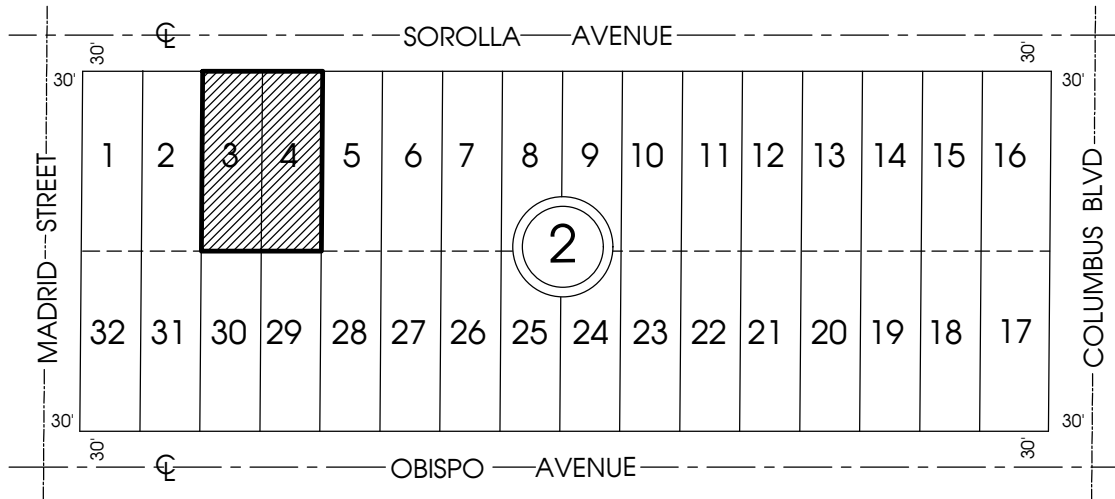 ℄ SOROLLA AVENUE
30' 30'
30' 30'
MADRID STREET
1 2 3 4 5 6 7 8 9 10 11 12 13 14 15 16
COLUMBUS BLVD
2
32 31 30 29 28 27 26 25 24 23 22 21 20 19 18 17
30' 30'
30' 30'
℄ OBISPO AVENUE